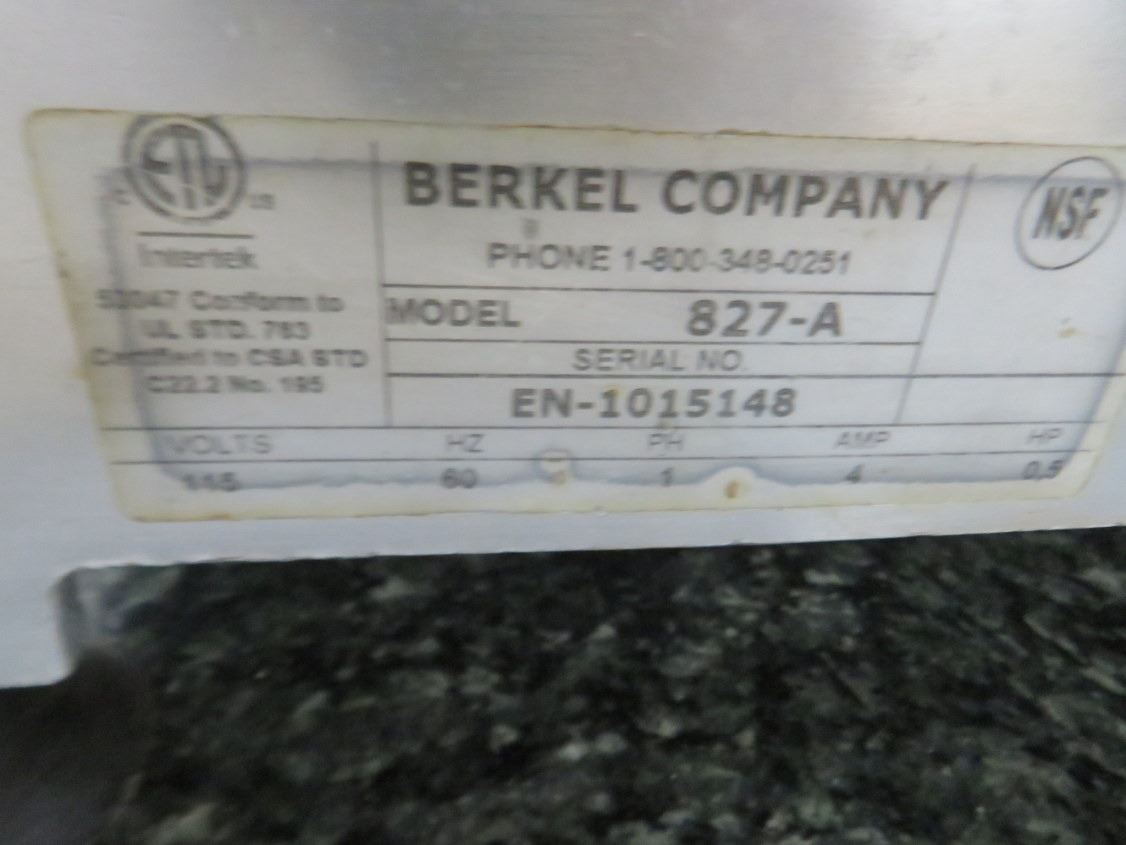 ETL
Intertek
Conform to
UL STD. 763
Certified to CSA STD
C22.2 No. 195
BERKEL COMPANY
PHONE 1-800-348-0251
MODEL 827-A
SERIAL NO.
EN-1015148
NSF
VOLTS HZ PH AMP HP
115 60 1 4 0,5